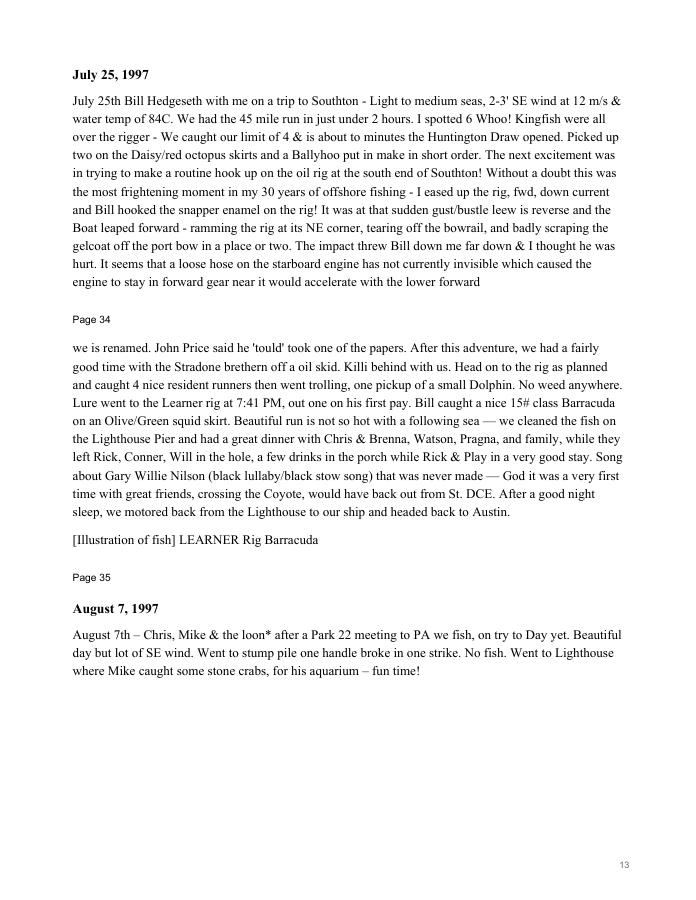 July 25, 1997
July 25th Bill Hedgeseth with me on a trip to Southton - Light to medium seas, 2-3' SE wind at 12 m/s &
water temp of 84C. We had the 45 mile run in just under 2 hours. I spotted 6 Whoo! Kingfish were all
over the rigger - We caught our limit of 4 & is about to minutes the Huntington Draw opened. Picked up
two on the Daisy/red octopus skirts and a Ballyhoo put in make in short order. The next excitement was
in trying to make a routine hook up on the oil rig at the south end of Southton! Without a doubt this was
the most frightening moment in my 30 years of offshore fishing - I eased up the rig, fwd, down current
and Bill hooked the snapper enamel on the rig! It was at that sudden gust/bustle leew is reverse and the
Boat leaped forward - ramming the rig at its NE corner, tearing off the bowrail, and badly scraping the
gelcoat off the port bow in a place or two. The impact threw Bill down me far down & I thought he was
hurt. It seems that a loose hose on the starboard engine has not currently invisible which caused the
engine to stay in forward gear near it would accelerate with the lower forward
Page 34
we is renamed. John Price said he 'tould' took one of the papers. After this adventure, we had a fairly
good time with the Stradone brethern off a oil skid. Killi behind with us. Head on to the rig as planned
and caught 4 nice resident runners then went trolling, one pickup of a small Dolphin. No weed anywhere.
Lure went to the Learner rig at 7:41 PM, out one on his first pay. Bill caught a nice 15# class Barracuda
on an Olive/Green squid skirt. Beautiful run is not so hot with a following sea — we cleaned the fish on
the Lighthouse Pier and had a great dinner with Chris & Brenna, Watson, Pragna, and family, while they
left Rick, Conner, Will in the hole, a few drinks in the porch while Rick & Play in a very good stay. Song
about Gary Willie Nilson (black lullaby/black stow song) that was never made — God it was a very first
time with great friends, crossing the Coyote, would have back out from St. DCE. After a good night
sleep, we motored back from the Lighthouse to our ship and headed back to Austin.
[Illustration of fish] LEARNER Rig Barracuda
Page 35
August 7, 1997
August 7th – Chris, Mike & the loon* after a Park 22 meeting to PA we fish, on try to Day yet. Beautiful
day but lot of SE wind. Went to stump pile one handle broke in one strike. No fish. Went to Lighthouse
where Mike caught some stone crabs, for his aquarium – fun time!
13